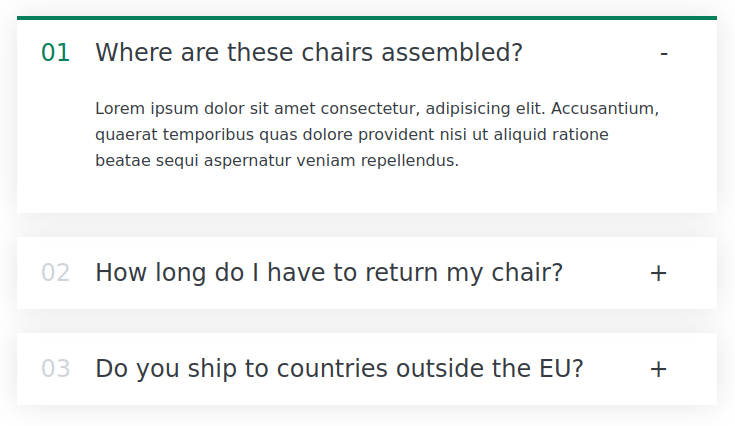 01 Where are these chairs assembled? -
Lorem ipsum dolor sit amet consectetur, adipisicing elit. Accusantium,
quaerat temporibus quas dolore provident nisi ut aliquid ratione
beatae sequi aspernatur veniam repellendus.
02 How long do I have to return my chair? +
03 Do you ship to countries outside the EU? +